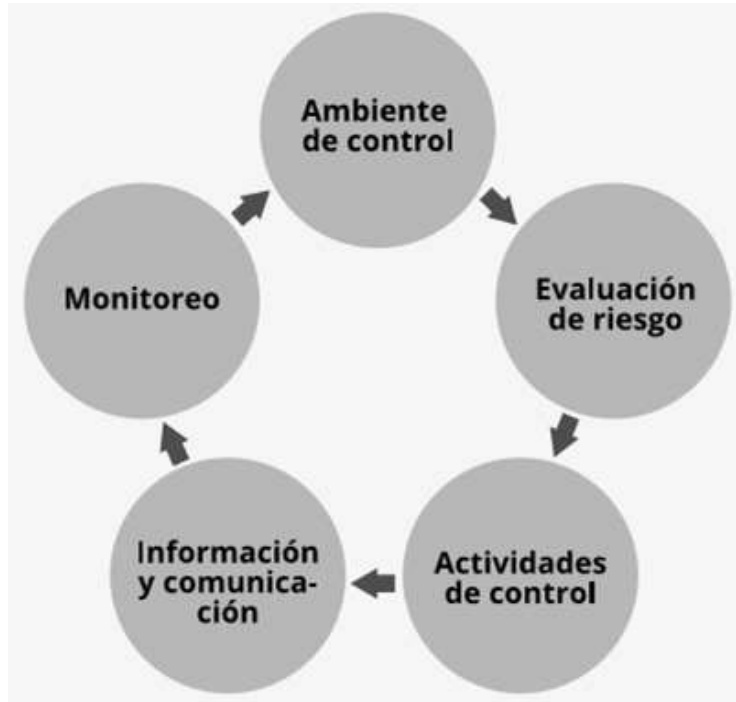 Ambiente
de control
Evaluación
de riesgo
Actividades
de control
Información
y comunica-
ción
Monitoreo